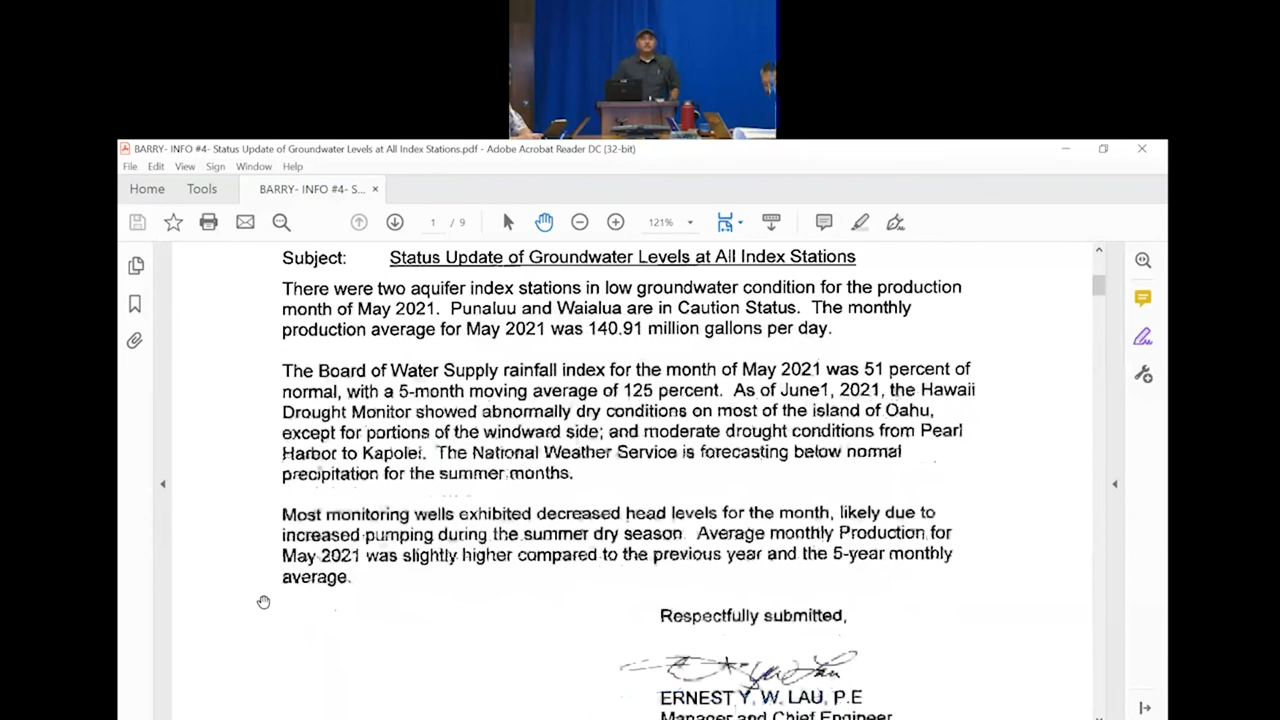 BARRY- INFO #4- Status Update of Groundwater Levels at All Index Stations.pdf - Adobe Acrobat Reader DC (32-bit)
File Edit View Sign Window Help
Home Tools BARRY- INFO #4- S... ×
1 / 9 121%
Subject: Status Update of Groundwater Levels at All Index Stations
There were two aquifer index stations in low groundwater condition for the production
month of May 2021. Punaluu and Waialua are in Caution Status. The monthly
production average for May 2021 was 140.91 million gallons per day.
The Board of Water Supply rainfall index for the month of May 2021 was 51 percent of
normal, with a 5-month moving average of 125 percent. As of June1, 2021, the Hawaii
Drought Monitor showed abnormally dry conditions on most of the island of Oahu,
except for portions of the windward side; and moderate drought conditions from Pearl
Harbor to Kapolei. The National Weather Service is forecasting below normal
precipitation for the summer months.
Most monitoring wells exhibited decreased head levels for the month, likely due to
increased pumping during the summer dry season. Average monthly Production for
May 2021 was slightly higher compared to the previous year and the 5-year monthly
average.
Respectfully submitted,
ERNEST Y. W. LAU, P.E
Manager and Chief Engineer